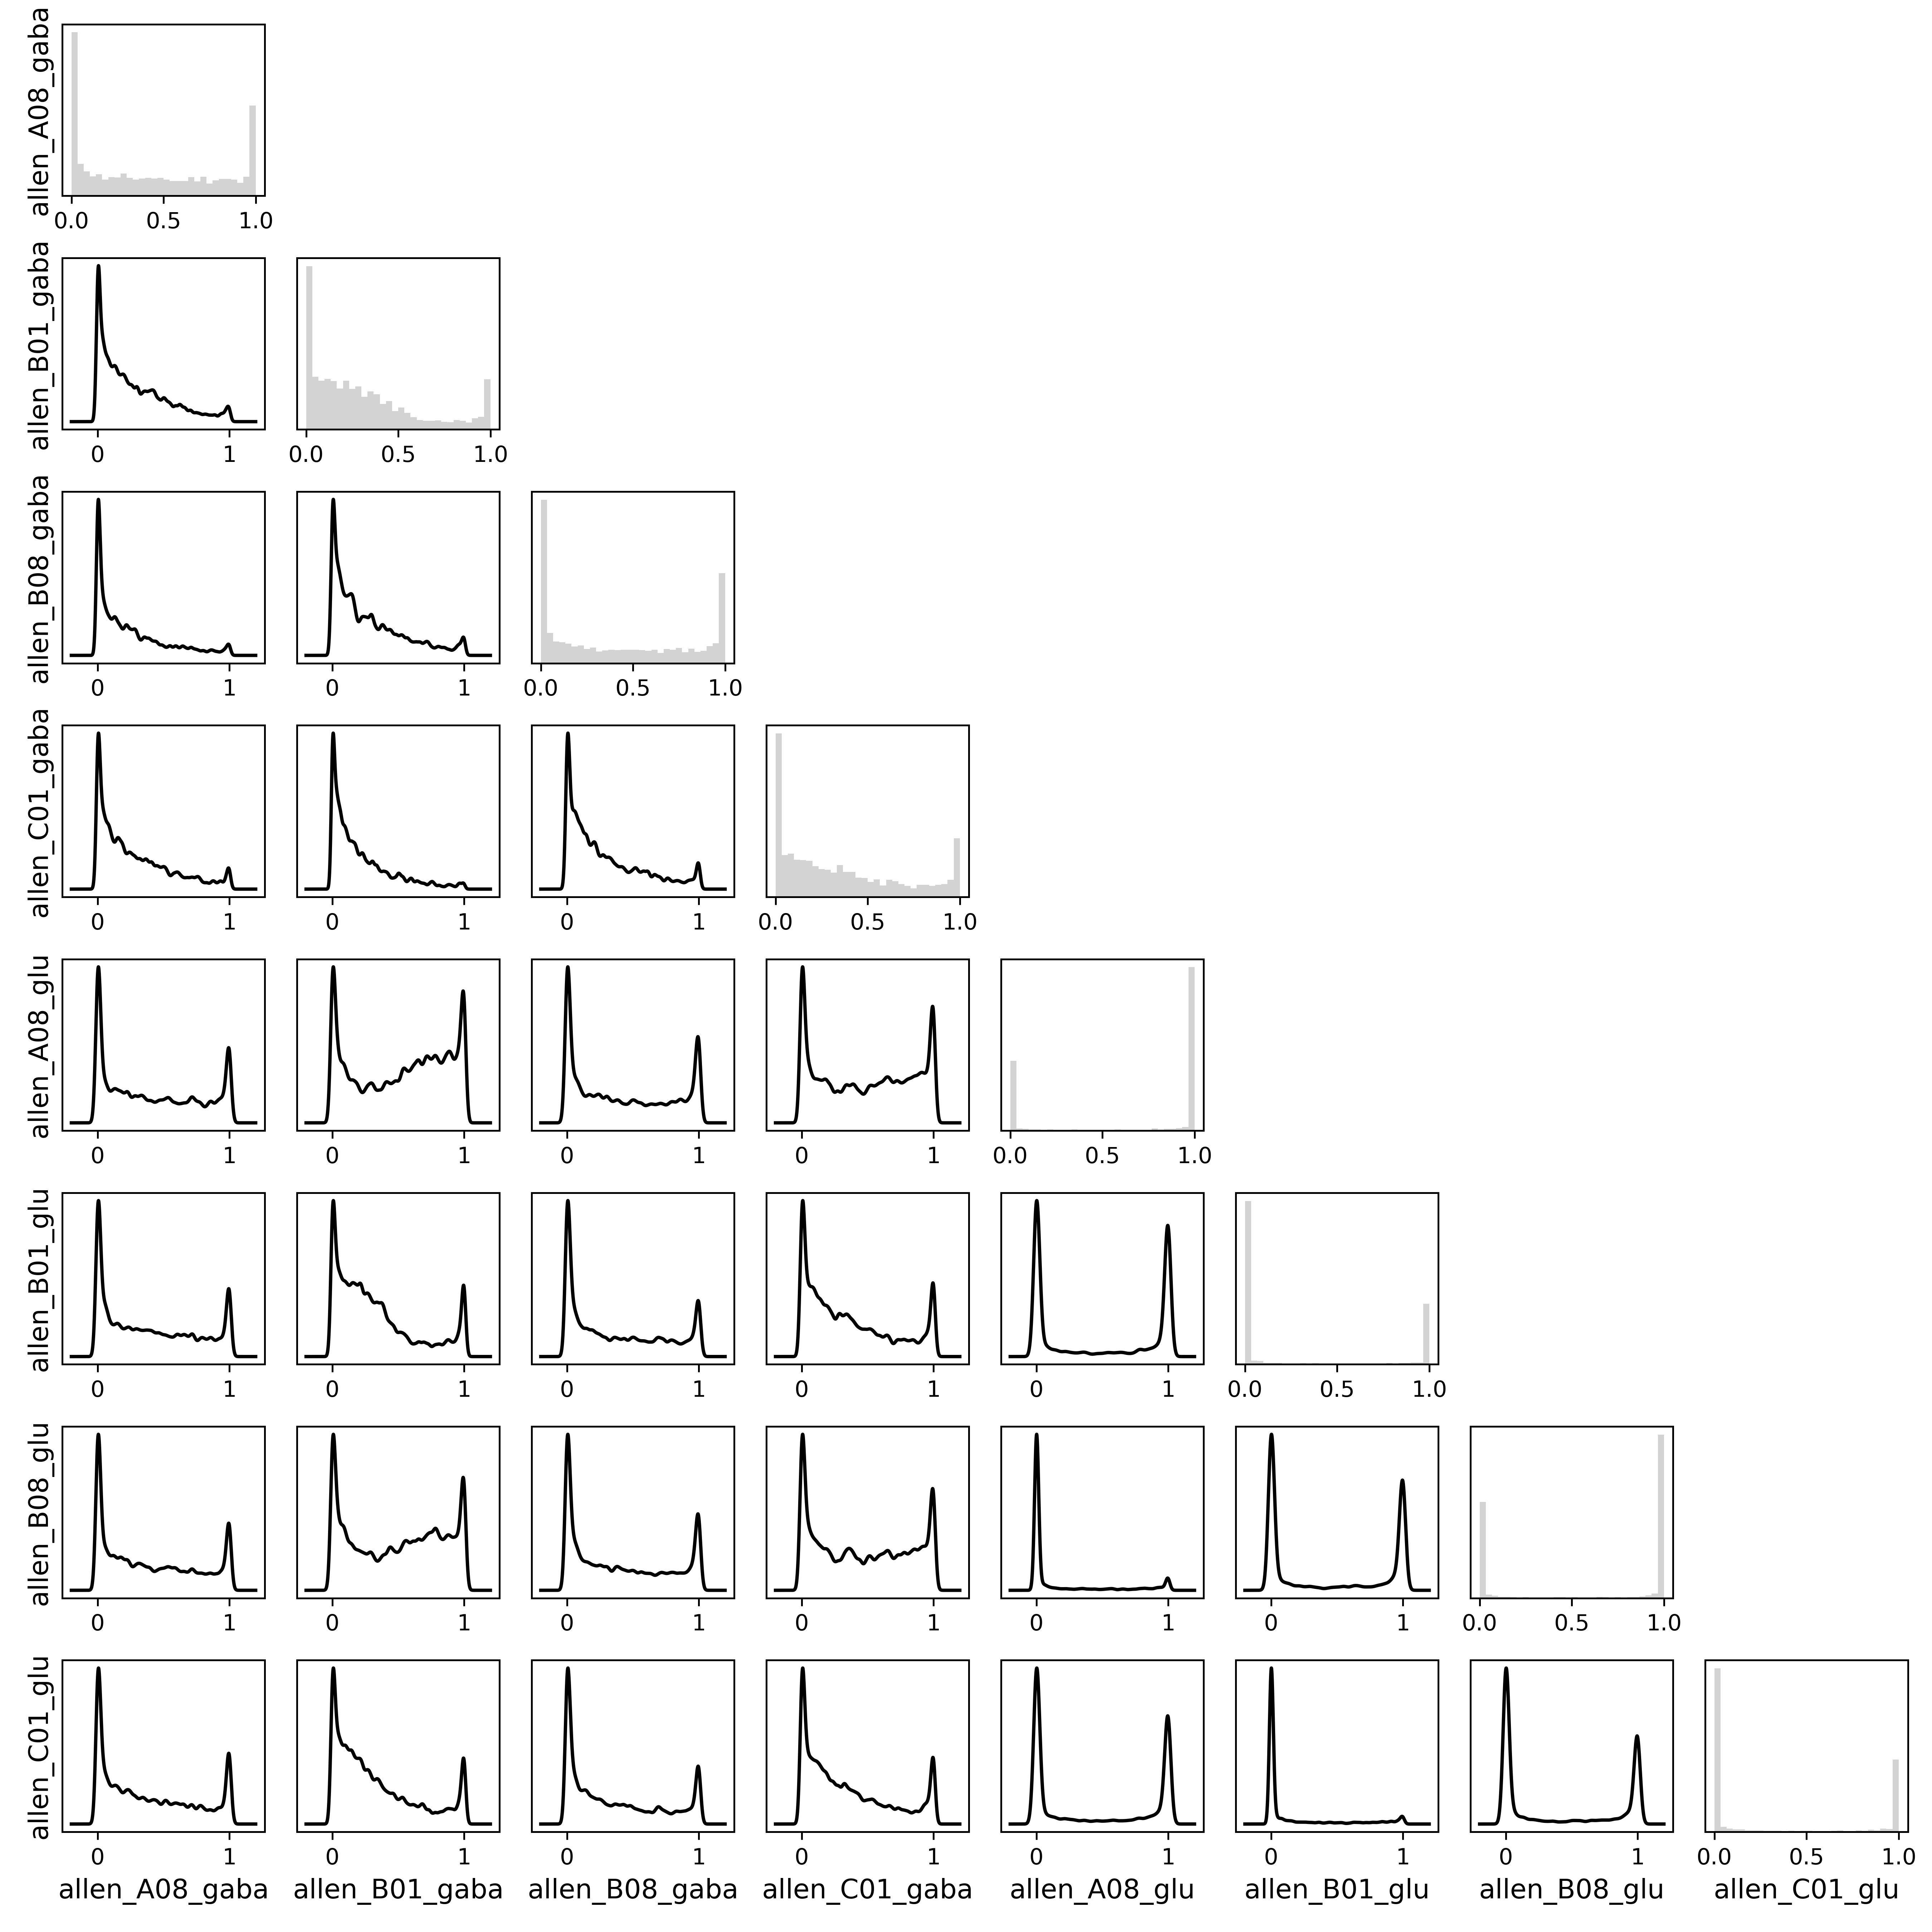 allen_A08_gaba
0.0 0.5 1.0
allen_B01_gaba
0 1 0.0 0.5 1.0
allen_B08_gaba
0 1 0 1 0.0 0.5 1.0
allen_C01_gaba
0 1 0 1 0 1 0.0 0.5 1.0
allen_A08_glu
0 1 0 1 0 1 0 1 0.0 0.5 1.0
allen_B01_glu
0 1 0 1 0 1 0 1 0 1 0.0 0.5 1.0
allen_B08_glu
0 1 0 1 0 1 0 1 0 1 0 1 0.0 0.5 1.0
allen_C01_glu
0 1 0 1 0 1 0 1 0 1 0 1 0 1 0.0 0.5 1.0
allen_A08_gaba allen_B01_gaba allen_B08_gaba allen_C01_gaba allen_A08_glu allen_B01_glu allen_B08_glu allen_C01_glu